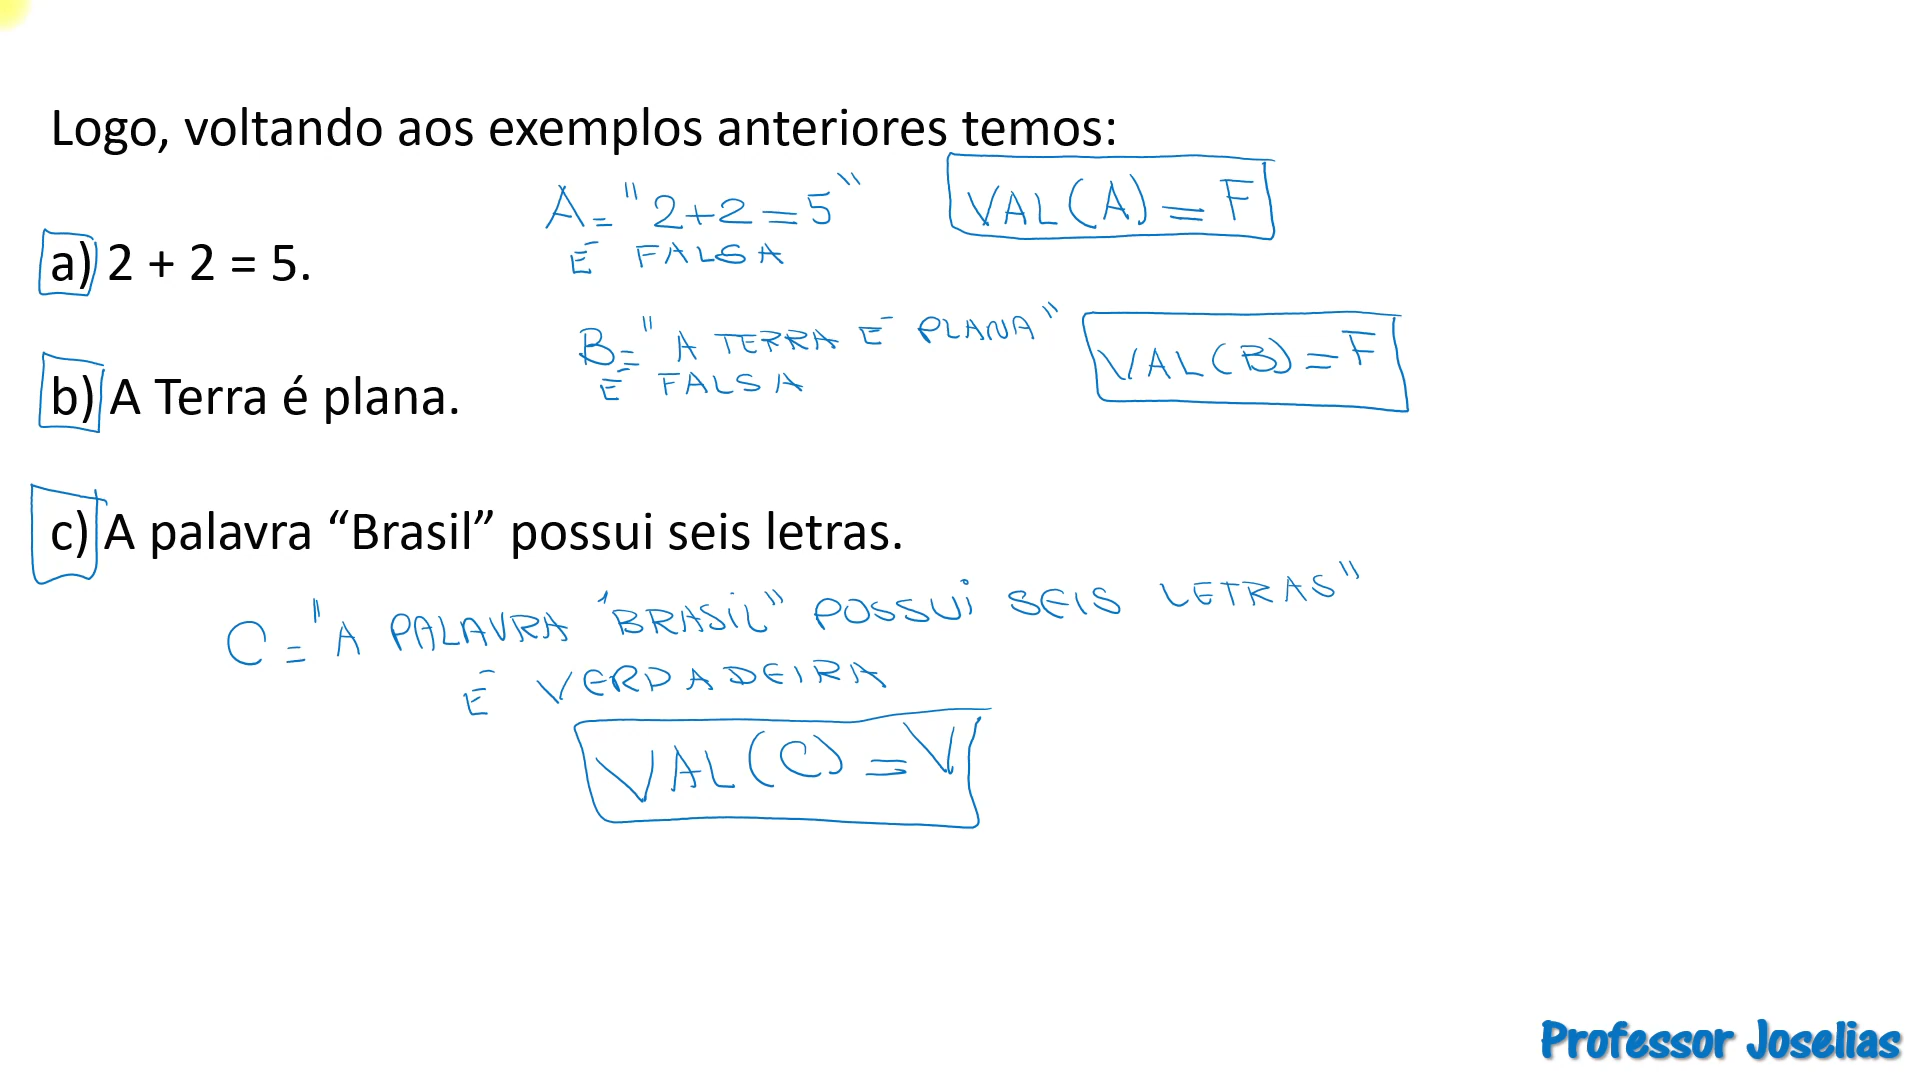 Logo, voltando aos exemplos anteriores temos:
A = "2+2=5" VAL(A) = F
É FALSA
a) 2 + 2 = 5.
B = "A TERRA É PLANA" VAL(B) = F
É FALSA
b) A Terra é plana.
c) A palavra “Brasil” possui seis letras.
C = "A PALAVRA "BRASiL" POSSUi SEIS LETRAS"
É VERDADEIRA
VAL(C) = V
Professor Joselias